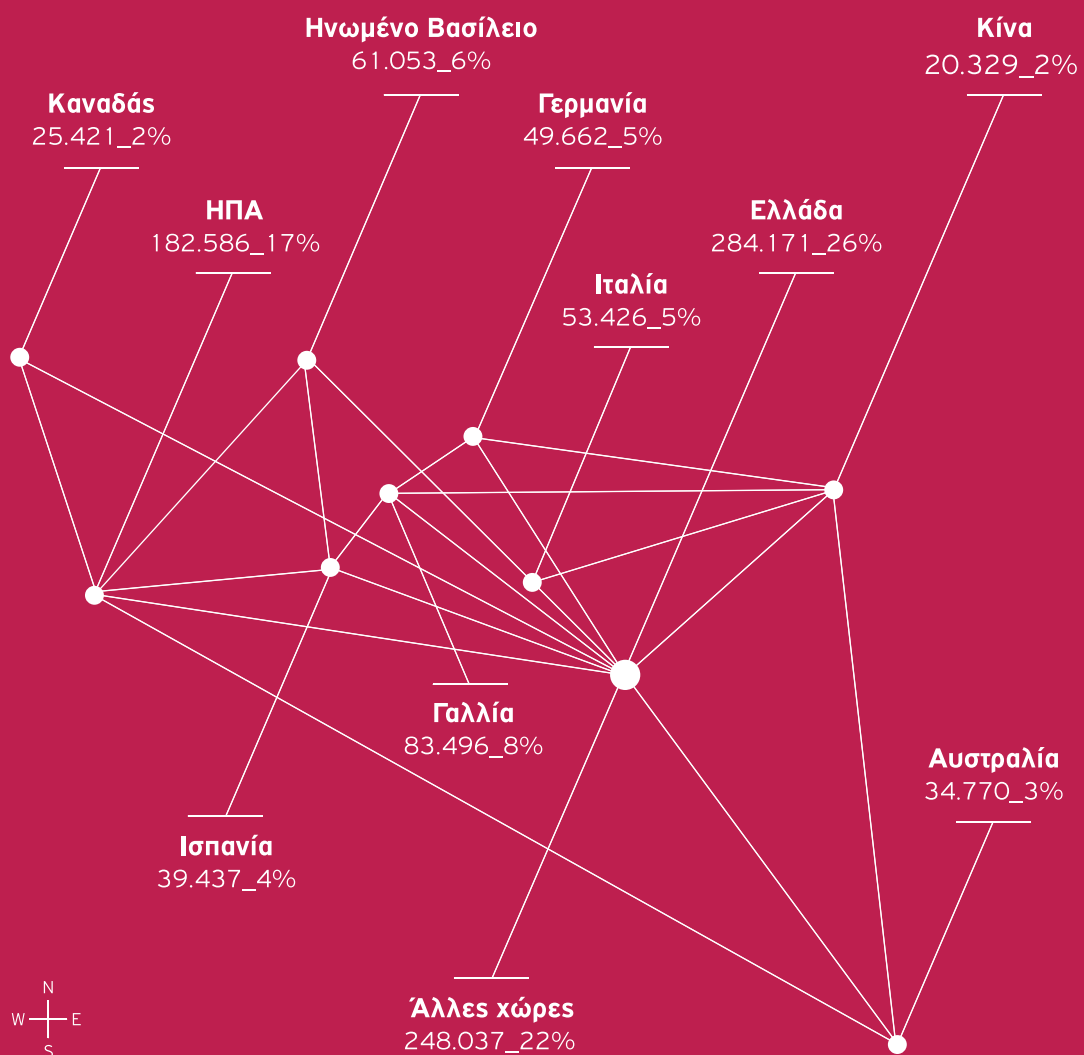 Ηνωμένο Βασίλειο
61.053_6%
Κίνα
20.329_2%
Καναδάς
25.421_2%
Γερμανία
49.662_5%
ΗΠΑ
182.586_17%
Ελλάδα
284.171_26%
Ιταλία
53.426_5%
Γαλλία
83.496_8%
Αυστραλία
34.770_3%
Ισπανία
39.437_4%
Άλλες χώρες
248.037_22%
N
W E
S